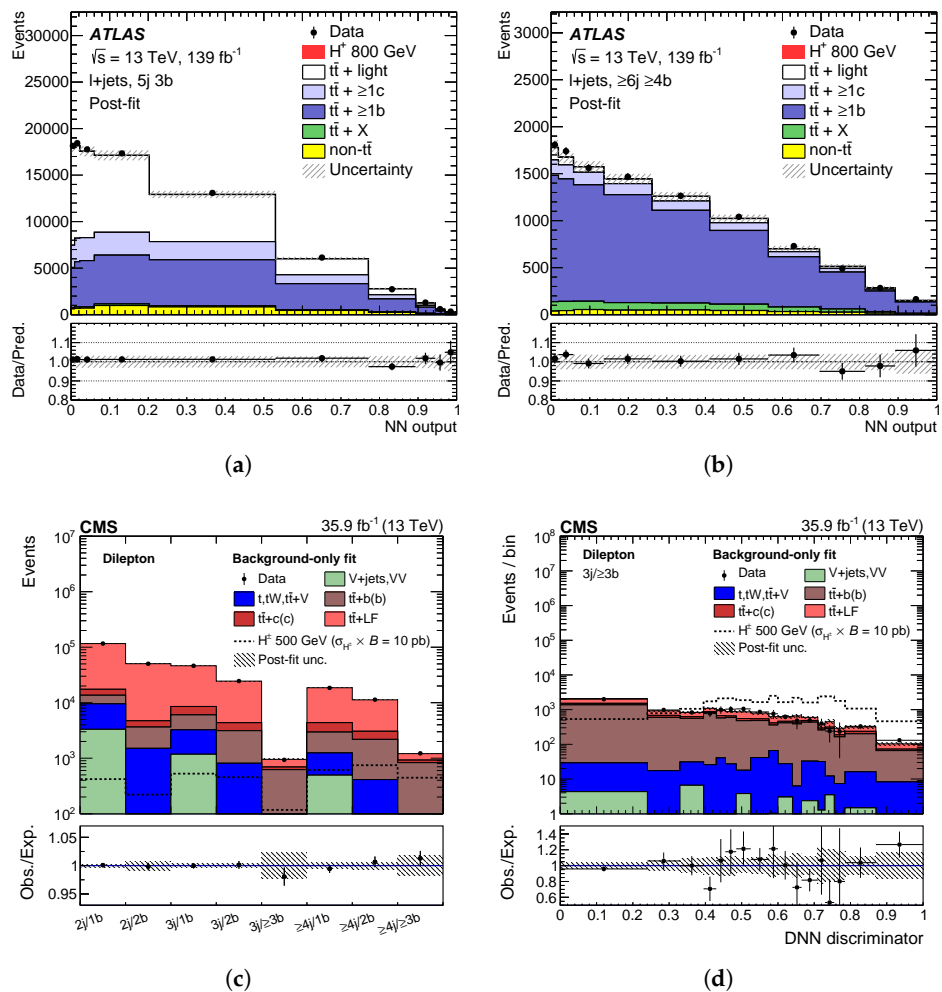 Events
30000
25000
20000
15000
10000
5000
0
ATLAS
√s = 13 TeV, 139 fb⁻¹
l+jets, 5j 3b
Post-fit
Data
H⁺ 800 GeV
tt̄ + light
tt̄ + ≥1c
tt̄ + ≥1b
tt̄ + X
non-tt̄
Uncertainty
Data/Pred.
1.1
1.0
0.9
0.8
0 0.1 0.2 0.3 0.4 0.5 0.6 0.7 0.8 0.9 1
NN output
(a)
Events
3000
2500
2000
1500
1000
500
0
ATLAS
√s = 13 TeV, 139 fb⁻¹
l+jets, ≥6j ≥4b
Post-fit
Data
H⁺ 800 GeV
tt̄ + light
tt̄ + ≥1c
tt̄ + ≥1b
tt̄ + X
non-tt̄
Uncertainty
Data/Pred.
1.1
1.0
0.9
0.8
0 0.1 0.2 0.3 0.4 0.5 0.6 0.7 0.8 0.9 1
NN output
(b)
CMS 35.9 fb⁻¹ (13 TeV)
Events
10⁷
10⁶
10⁵
10⁴
10³
10²
Dilepton
Background-only fit
Data V+jets,VV
t,tW,tt̄+V tt̄+b(b)
tt̄+c(c) tt̄+LF
H± 500 GeV (σH± × B = 10 pb)
Post-fit unc.
Obs./Exp.
1.05
1
0.95
2j/1b 2j/2b 3j/1b 3j/2b 3j/≥3b ≥4j/1b ≥4j/2b ≥4j/≥3b
(c)
CMS 35.9 fb⁻¹ (13 TeV)
Events / bin
10⁸
10⁷
10⁶
10⁵
10⁴
10³
10²
10
1
Dilepton
3j/≥3b
Background-only fit
Data V+jets,VV
t,tW,tt̄+V tt̄+b(b)
tt̄+c(c) tt̄+LF
H± 500 GeV (σH± × B = 10 pb)
Post-fit unc.
Obs./Exp.
1.4
1.2
1
0.8
0.6
0 0.1 0.2 0.3 0.4 0.5 0.6 0.7 0.8 0.9 1
DNN discriminator
(d)